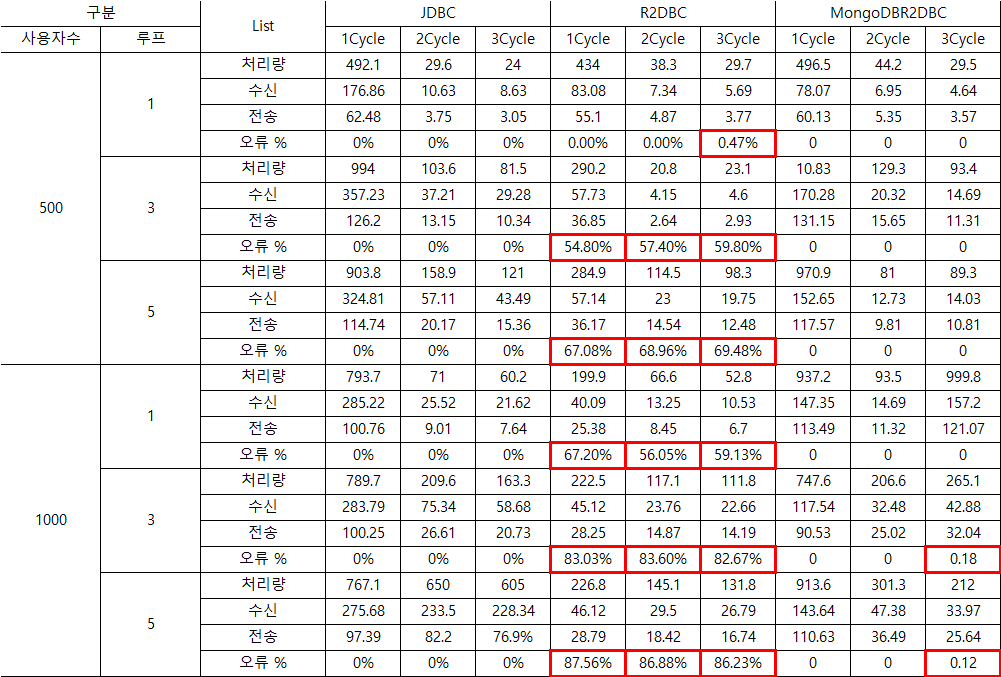 구분 List JDBC R2DBC MongoDBR2DBC
사용자수 루프 1Cycle 2Cycle 3Cycle 1Cycle 2Cycle 3Cycle 1Cycle 2Cycle 3Cycle
500 1 처리량 492.1 29.6 24 434 38.3 29.7 496.5 44.2 29.5
수신 176.86 10.63 8.63 83.08 7.34 5.69 78.07 6.95 4.64
전송 62.48 3.75 3.05 55.1 4.87 3.77 60.13 5.35 3.57
오류 % 0% 0% 0% 0.00% 0.00% 0.47% 0 0 0
3 처리량 994 103.6 81.5 290.2 20.8 23.1 10.83 129.3 93.4
수신 357.23 37.21 29.28 57.73 4.15 4.6 170.28 20.32 14.69
전송 126.2 13.15 10.34 36.85 2.64 2.93 131.15 15.65 11.31
오류 % 0% 0% 0% 54.80% 57.40% 59.80% 0 0 0
5 처리량 903.8 158.9 121 284.9 114.5 98.3 970.9 81 89.3
수신 324.81 57.11 43.49 57.14 23 19.75 152.65 12.73 14.03
전송 114.74 20.17 15.36 36.17 14.54 12.48 117.57 9.81 10.81
오류 % 0% 0% 0% 67.08% 68.96% 69.48% 0 0 0
1000 1 처리량 793.7 71 60.2 199.9 66.6 52.8 937.2 93.5 999.8
수신 285.22 25.52 21.62 40.09 13.25 10.53 147.35 14.69 157.2
전송 100.76 9.01 7.64 25.38 8.45 6.7 113.49 11.32 121.07
오류 % 0% 0% 0% 67.20% 56.05% 59.13% 0 0 0
3 처리량 789.7 209.6 163.3 222.5 117.1 111.8 747.6 206.6 265.1
수신 283.79 75.34 58.68 45.12 23.76 22.66 117.54 32.48 42.88
전송 100.25 26.61 20.73 28.25 14.87 14.19 90.53 25.02 32.04
오류 % 0% 0% 0% 83.03% 83.60% 82.67% 0 0 0.18
5 처리량 767.1 650 605 226.8 145.1 131.8 913.6 301.3 212
수신 275.68 233.5 228.34 46.12 29.5 26.79 143.64 47.38 33.97
전송 97.39 82.2 76.9% 28.79 18.42 16.74 110.63 36.49 25.64
오류 % 0% 0% 0% 87.56% 86.88% 86.23% 0 0 0.12